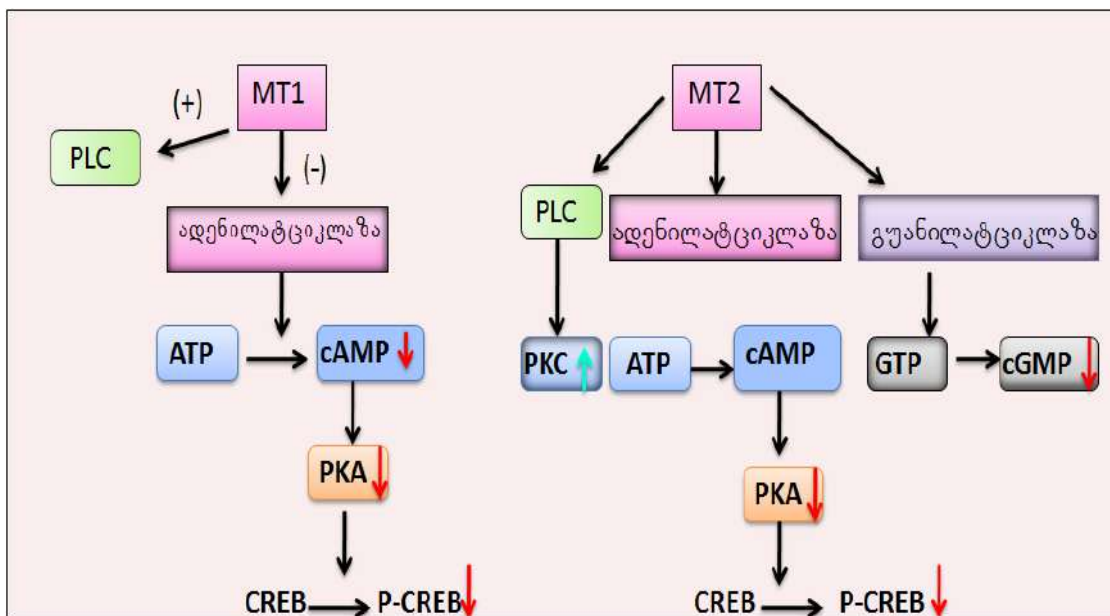 MT1
(+)
PLC
(-)
ადენილატციკლაზა
ATP
cAMP
PKA
CREB
P-CREB
MT2
PLC
ადენილატციკლაზა
გუანილატციკლაზა
PKC
ATP
cAMP
GTP
cGMP
PKA
CREB
P-CREB